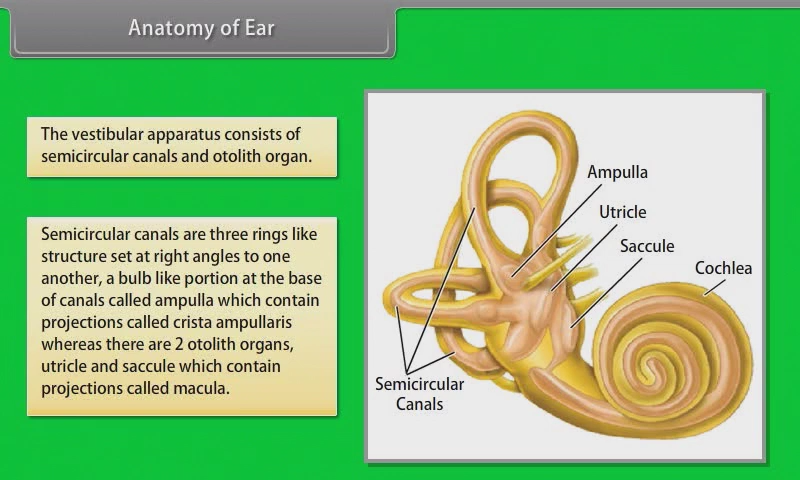 Anatomy of Ear
The vestibular apparatus consists of
semicircular canals and otolith organ.
Semicircular canals are three rings like
structure set at right angles to one
another, a bulb like portion at the base
of canals called ampulla which contain
projections called crista ampullaris
whereas there are 2 otolith organs,
utricle and saccule which contain
projections called macula.
Ampulla
Utricle
Saccule
Cochlea
Semicircular
Canals